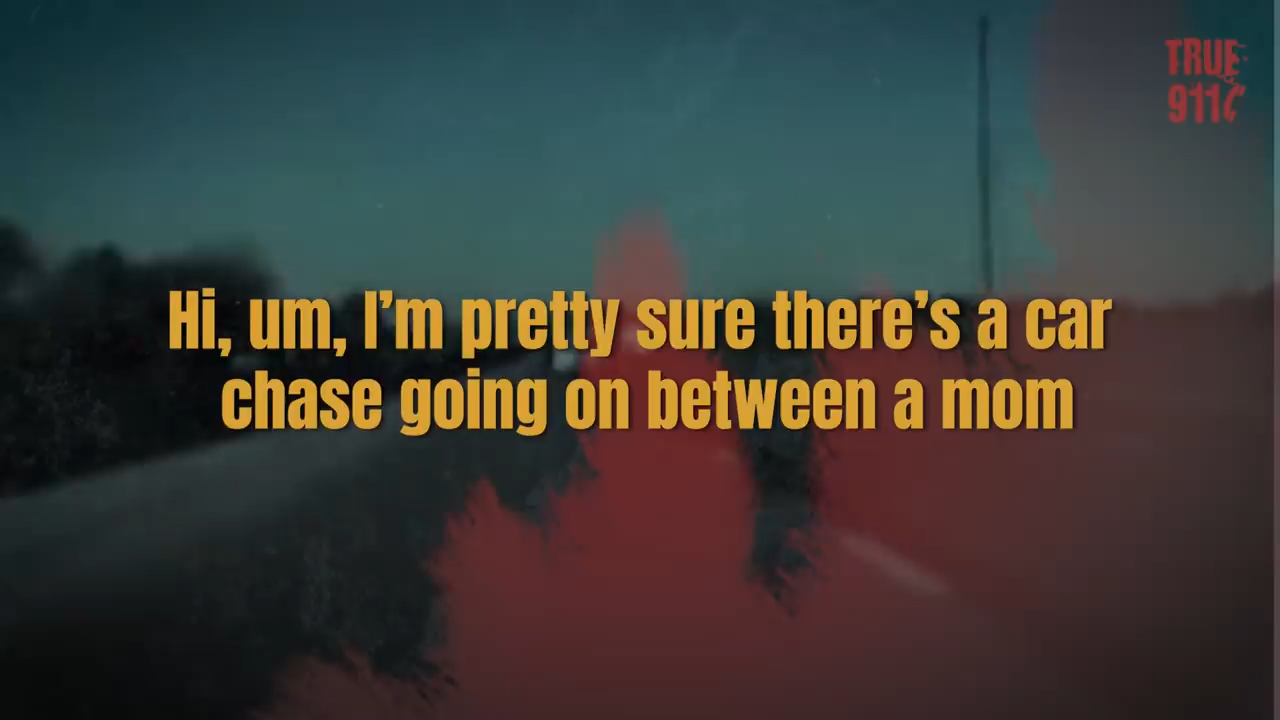 TRUE
911
Hi, um, I’m pretty sure there’s a car
chase going on between a mom